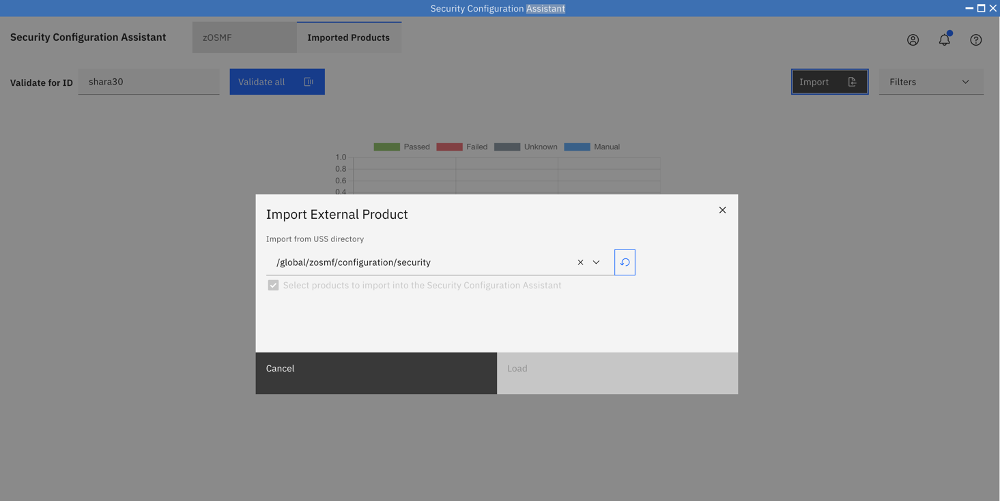 Security Configuration Assistant
Security Configuration Assistant
zOSMF
Imported Products
Validate for ID
shara30
Validate all
Import
Filters
Passed
Failed
Unknown
Manual
1.0
0.8
0.6
0.4
Import External Product
Import from USS directory
/global/zosmf/configuration/security
Select products to import into the Security Configuration Assistant
Cancel
Load